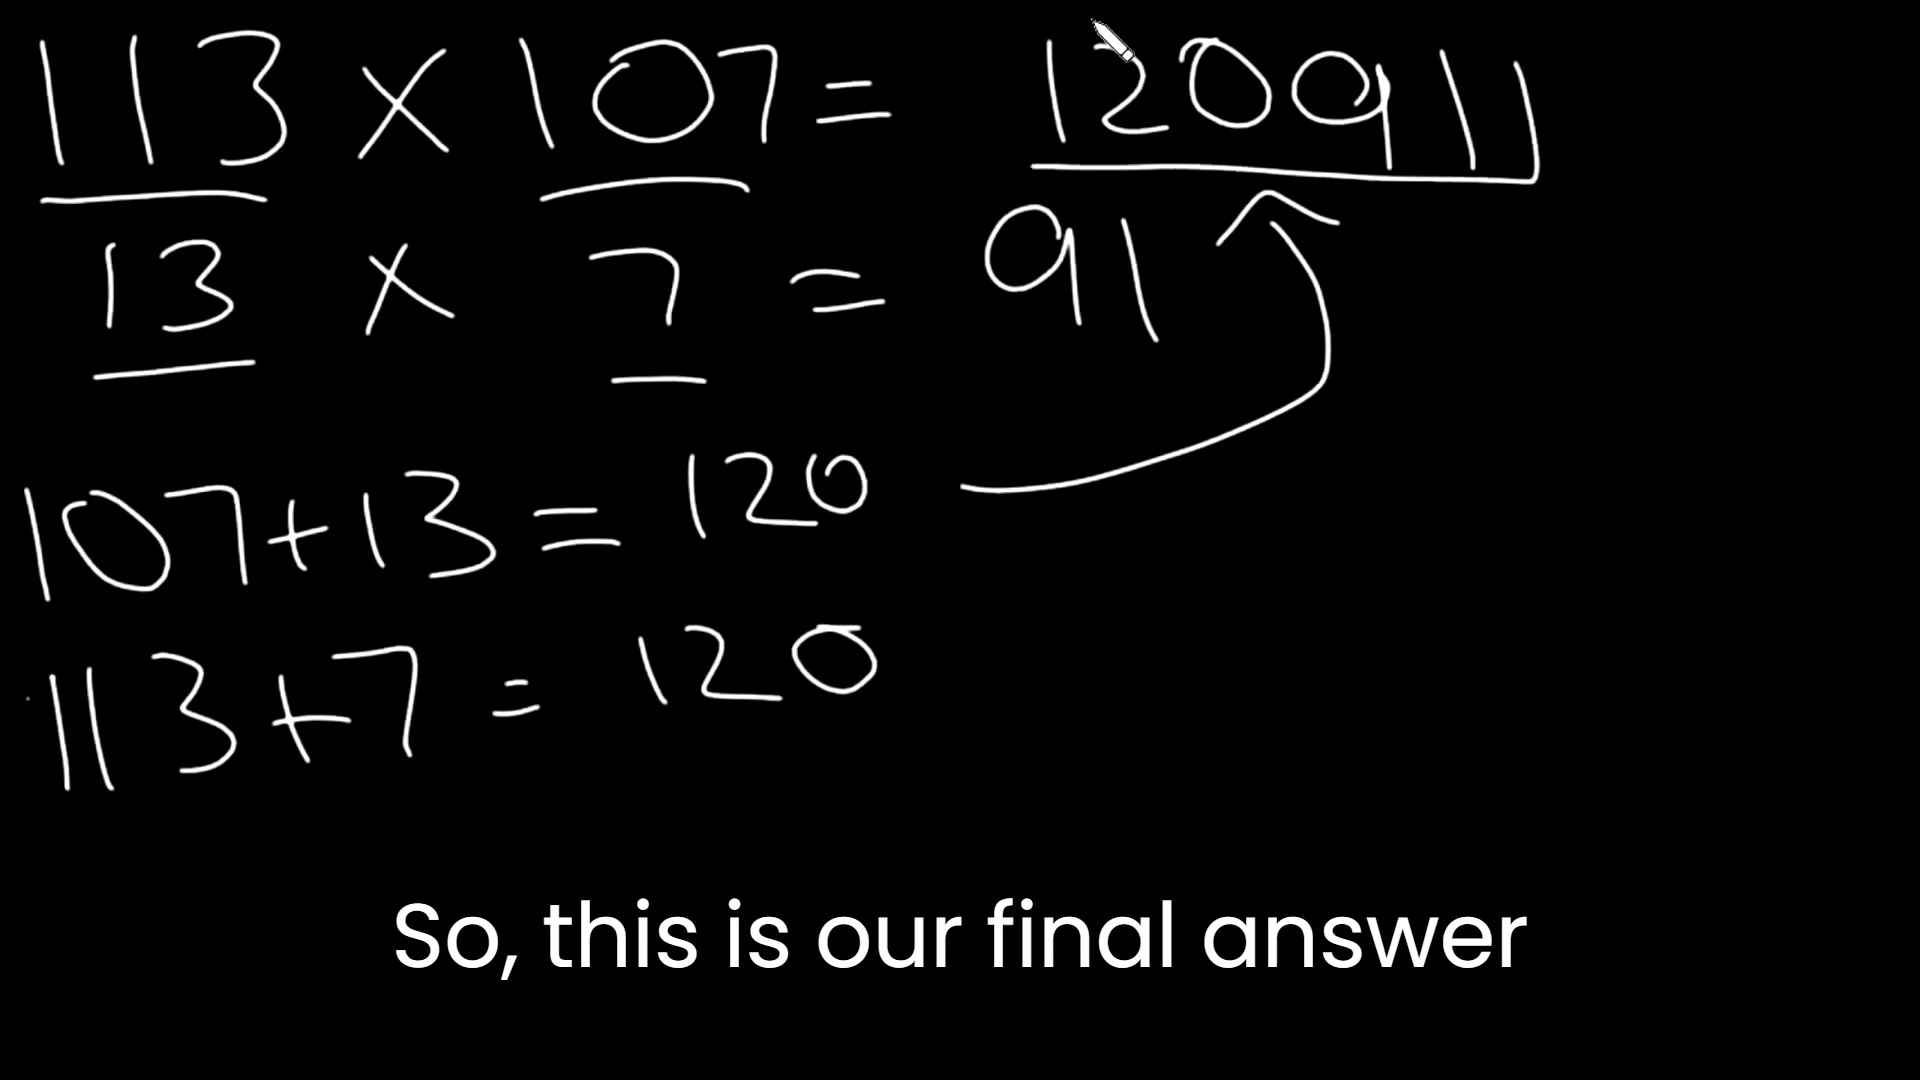 113 × 107 = 12091
13 × 7 = 91
107 + 13 = 120
113 + 7 = 120
So, this is our final answer